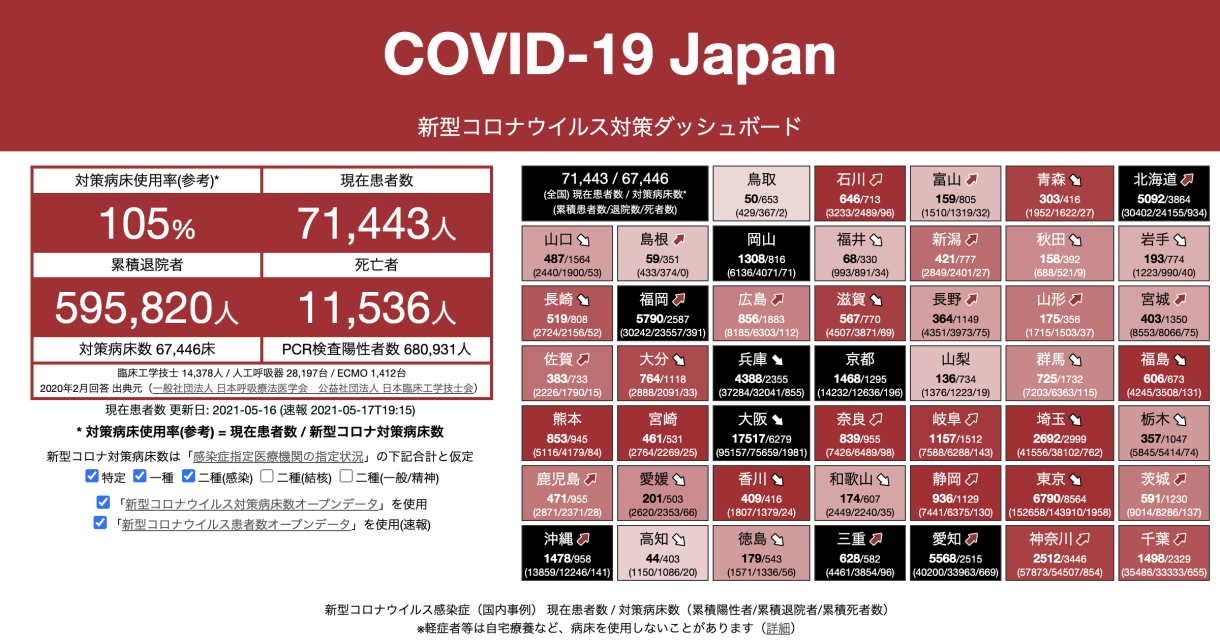 COVID-19 Japan
新型コロナウイルス対策ダッシュボード
対策病床使用率(参考)*
現在患者数
105%
71,443人
累積退院者
死亡者
595,820人
11,536人
対策病床数 67,446床
PCR検査陽性者数 680,931人
臨床工学技士 14,378人 / 人工呼吸器 28,197台 / ECMO 1,412台
2020年2月回答 出典元（一般社団法人 日本呼吸療法医学会　公益社団法人 日本臨床工学技士会）
現在患者数 更新日: 2021-05-16 (速報 2021-05-17T19:15)
* 対策病床使用率(参考) = 現在患者数 / 新型コロナ対策病床数
新型コロナ対策病床数は「感染症指定医療機関の指定状況」の下記合計と仮定
特定 一種 二種(感染) 二種(結核) 二種(一般/精神)
「新型コロナウイルス対策病床数オープンデータ」を使用
「新型コロナウイルス患者数オープンデータ」を使用(速報)
71,443 / 67,446
(全国) 現在患者数 / 対策病床数*
(累積患者数/退院数/死者数)
鳥取
50/653
(429/367/2)
石川
646/713
(3233/2489/96)
富山
159/805
(1510/1319/32)
青森
303/416
(1952/1622/27)
北海道
5092/3864
(30402/24155/934)
山口
487/1564
(2440/1900/53)
島根
59/351
(433/374/0)
岡山
1308/816
(6136/4071/71)
福井
68/330
(993/891/34)
新潟
421/777
(2849/2401/27)
秋田
158/392
(688/521/9)
岩手
193/774
(1223/990/40)
長崎
519/808
(2724/2156/52)
福岡
5790/2587
(30242/23557/391)
広島
856/1883
(8185/6303/112)
滋賀
567/770
(4507/3871/69)
長野
364/1149
(4351/3973/75)
山形
175/356
(1715/1503/37)
宮城
403/1350
(8553/8066/75)
佐賀
383/733
(2226/1790/15)
大分
764/1118
(2888/2091/33)
兵庫
4388/2355
(37284/32041/855)
京都
1468/1295
(14232/12636/196)
山梨
136/734
(1376/1223/19)
群馬
725/1732
(7203/6363/115)
福島
606/673
(4245/3508/131)
熊本
853/945
(5116/4179/84)
宮崎
461/531
(2764/2269/25)
大阪
17517/6279
(95157/75659/1981)
奈良
839/955
(7426/6489/98)
岐阜
1157/1512
(7588/6288/143)
埼玉
2692/2999
(41556/38102/762)
栃木
357/1047
(5845/5414/74)
鹿児島
471/955
(2871/2371/28)
愛媛
201/503
(2620/2353/66)
香川
409/416
(1807/1379/24)
和歌山
174/607
(2449/2240/35)
静岡
936/1129
(7441/6375/130)
東京
6790/8564
(152658/143910/1958)
茨城
591/1230
(9014/8286/137)
沖縄
1478/958
(13859/12246/141)
高知
44/403
(1150/1086/20)
徳島
179/543
(1571/1336/56)
三重
628/582
(4461/3854/96)
愛知
5568/2515
(40200/33963/669)
神奈川
2512/3446
(57873/54507/854)
千葉
1498/2329
(35486/33333/655)
新型コロナウイルス感染症（国内事例） 現在患者数 / 対策病床数（累積陽性者/累積退院者/累積死者数）
※軽症者等は自宅療養など、病床を使用しないことがあります（詳細）